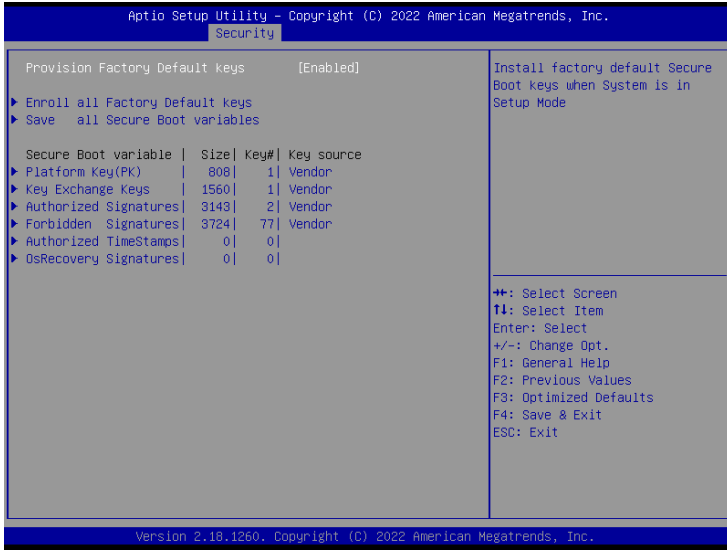 Aptio Setup Utility – Copyright (C) 2022 American Megatrends, Inc.
Security
Provision Factory Default keys [Enabled]
▶ Enroll all Factory Default keys
▶ Save all Secure Boot variables
Secure Boot variable | Size| Key#| Key source
▶ Platform Key(PK) | 808| 1| Vendor
▶ Key Exchange Keys | 1560| 1| Vendor
▶ Authorized Signatures| 3143| 2| Vendor
▶ Forbidden Signatures| 3724| 77| Vendor
▶ Authorized TimeStamps| 0| 0|
▶ OsRecovery Signatures| 0| 0|
Install factory default Secure
Boot keys when System is in
Setup Mode
→←: Select Screen
↑↓: Select Item
Enter: Select
+/-: Change Opt.
F1: General Help
F2: Previous Values
F3: Optimized Defaults
F4: Save & Exit
ESC: Exit
Version 2.18.1260. Copyright (C) 2022 American Megatrends, Inc.